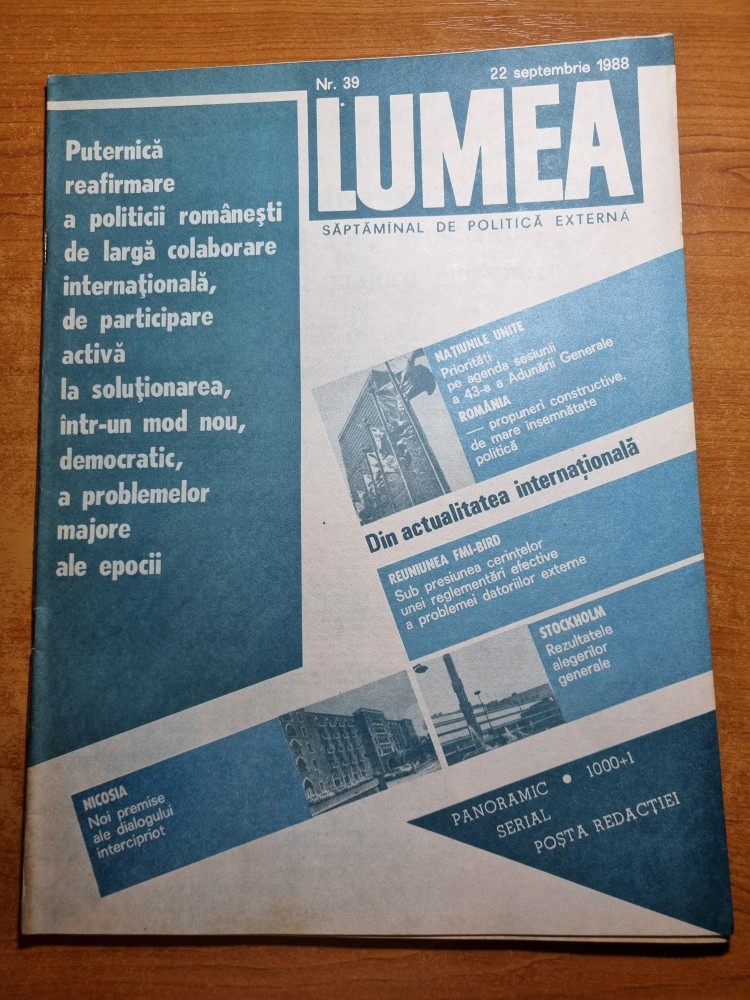 Nr. 39
22 septembrie 1988
LUMEA
SĂPTĂMÎNAL DE POLITICĂ EXTERNĂ
Puternică
reafirmare
a politicii româneşti
de largă colaborare
internaţională,
de participare
activă
la soluţionarea,
într-un mod nou,
democratic,
a problemelor
majore
ale epocii
NAŢIUNILE UNITE
Priorităţi
pe agenda sesiunii
a 43-a a Adunării Generale
ROMÂNIA
— propuneri constructive,
de mare însemnătate
politică
Din actualitatea internaţională
REUNIUNEA FMI-BIRD
Sub presiunea cerinţelor
unei reglementări efective
a problemei datoriilor externe
STOCKHOLM
Rezultatele
alegerilor
generale
NICOSIA
Noi premise
ale dialogului
intercipriot
PANORAMIC • 1000+1
SERIAL
POŞTA REDACŢIEI